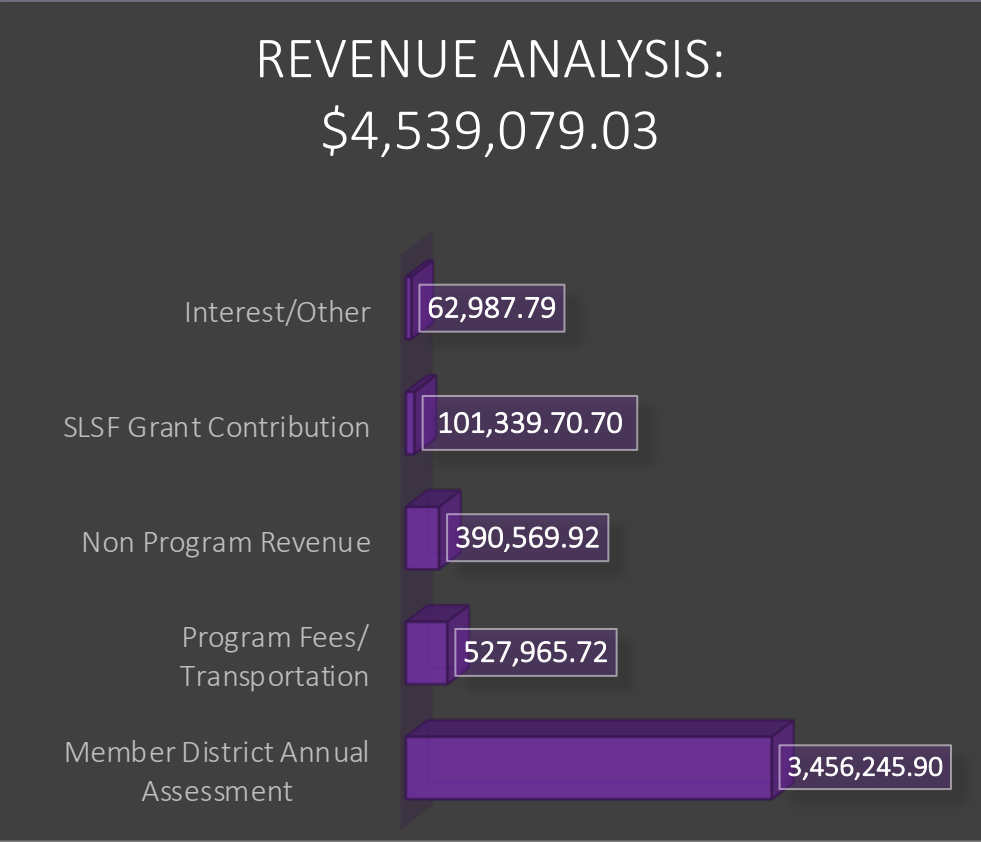 REVENUE ANALYSIS:
$4,539,079.03
Interest/Other
62,987.79
SLSF Grant Contribution
101,339.70.70
Non Program Revenue
390,569.92
Program Fees/
Transportation
527,965.72
Member District Annual
Assessment
3,456,245.90